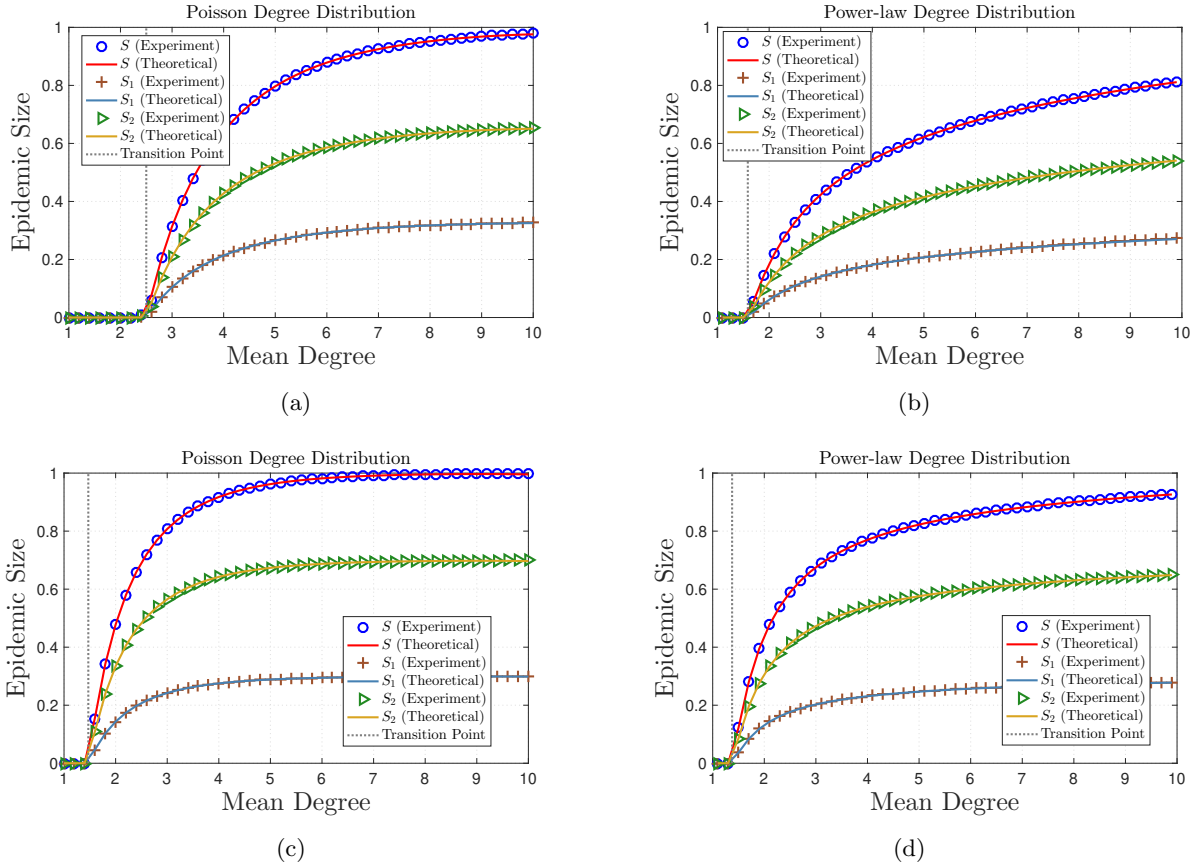 Poisson Degree Distribution
Epidemic Size
1
0.8
0.6
0.4
0.2
0
S (Experiment)
S (Theoretical)
S1 (Experiment)
S1 (Theoretical)
S2 (Experiment)
S2 (Theoretical)
Transition Point
1 2 3 4 5 6 7 8 9 10
Mean Degree
(a)
Power-law Degree Distribution
Epidemic Size
1
0.8
0.6
0.4
0.2
0
S (Experiment)
S (Theoretical)
S1 (Experiment)
S1 (Theoretical)
S2 (Experiment)
S2 (Theoretical)
Transition Point
1 2 3 4 5 6 7 8 9 10
Mean Degree
(b)
Poisson Degree Distribution
Epidemic Size
1
0.8
0.6
0.4
0.2
0
S (Experiment)
S (Theoretical)
S1 (Experiment)
S1 (Theoretical)
S2 (Experiment)
S2 (Theoretical)
Transition Point
1 2 3 4 5 6 7 8 9 10
Mean Degree
(c)
Power-law Degree Distribution
Epidemic Size
1
0.8
0.6
0.4
0.2
0
S (Experiment)
S (Theoretical)
S1 (Experiment)
S1 (Theoretical)
S2 (Experiment)
S2 (Theoretical)
Transition Point
1 2 3 4 5 6 7 8 9 10
Mean Degree
(d)